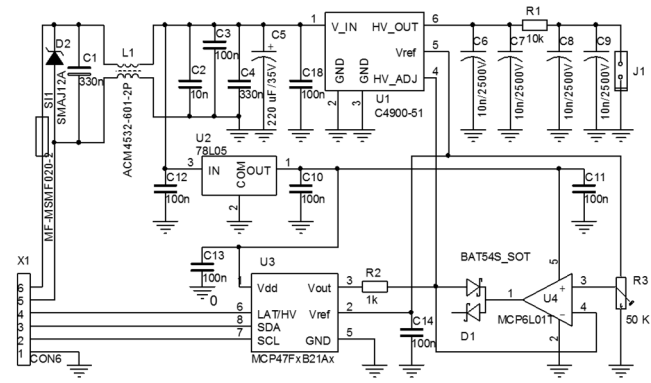 D2
SMAJ12A
C1
330n
L1
ACM4532-601-2P
C3
100n
C2
10n
C4
330n
C5
220 uF/35V
C18
100n
1
V_IN
HV_OUT
6
Vref
5
GND
GND
HV_ADJ
4
2
3
U1
C4900-51
R1
10k
C6
10n/2500V
C7
10n/2500V
C8
10n/2500V
C9
10n/2500V
J1
SI1
MF-MSMF020-2
U2
78L05
3
IN
COM
OUT
1
2
C12
100n
C10
100n
C11
100n
C13
100n
0
U3
1
Vdd
Vout
3
R2
1k
6
LAT/HV
Vref
2
8
SDA
7
SCL
GND
5
MCP47FxB21Ax
C14
100n
BAT54S_SOT
D1
1
U4
5
2
3
4
MCP6L01T
R3
50 K
X1
6
5
4
3
2
1
CON6